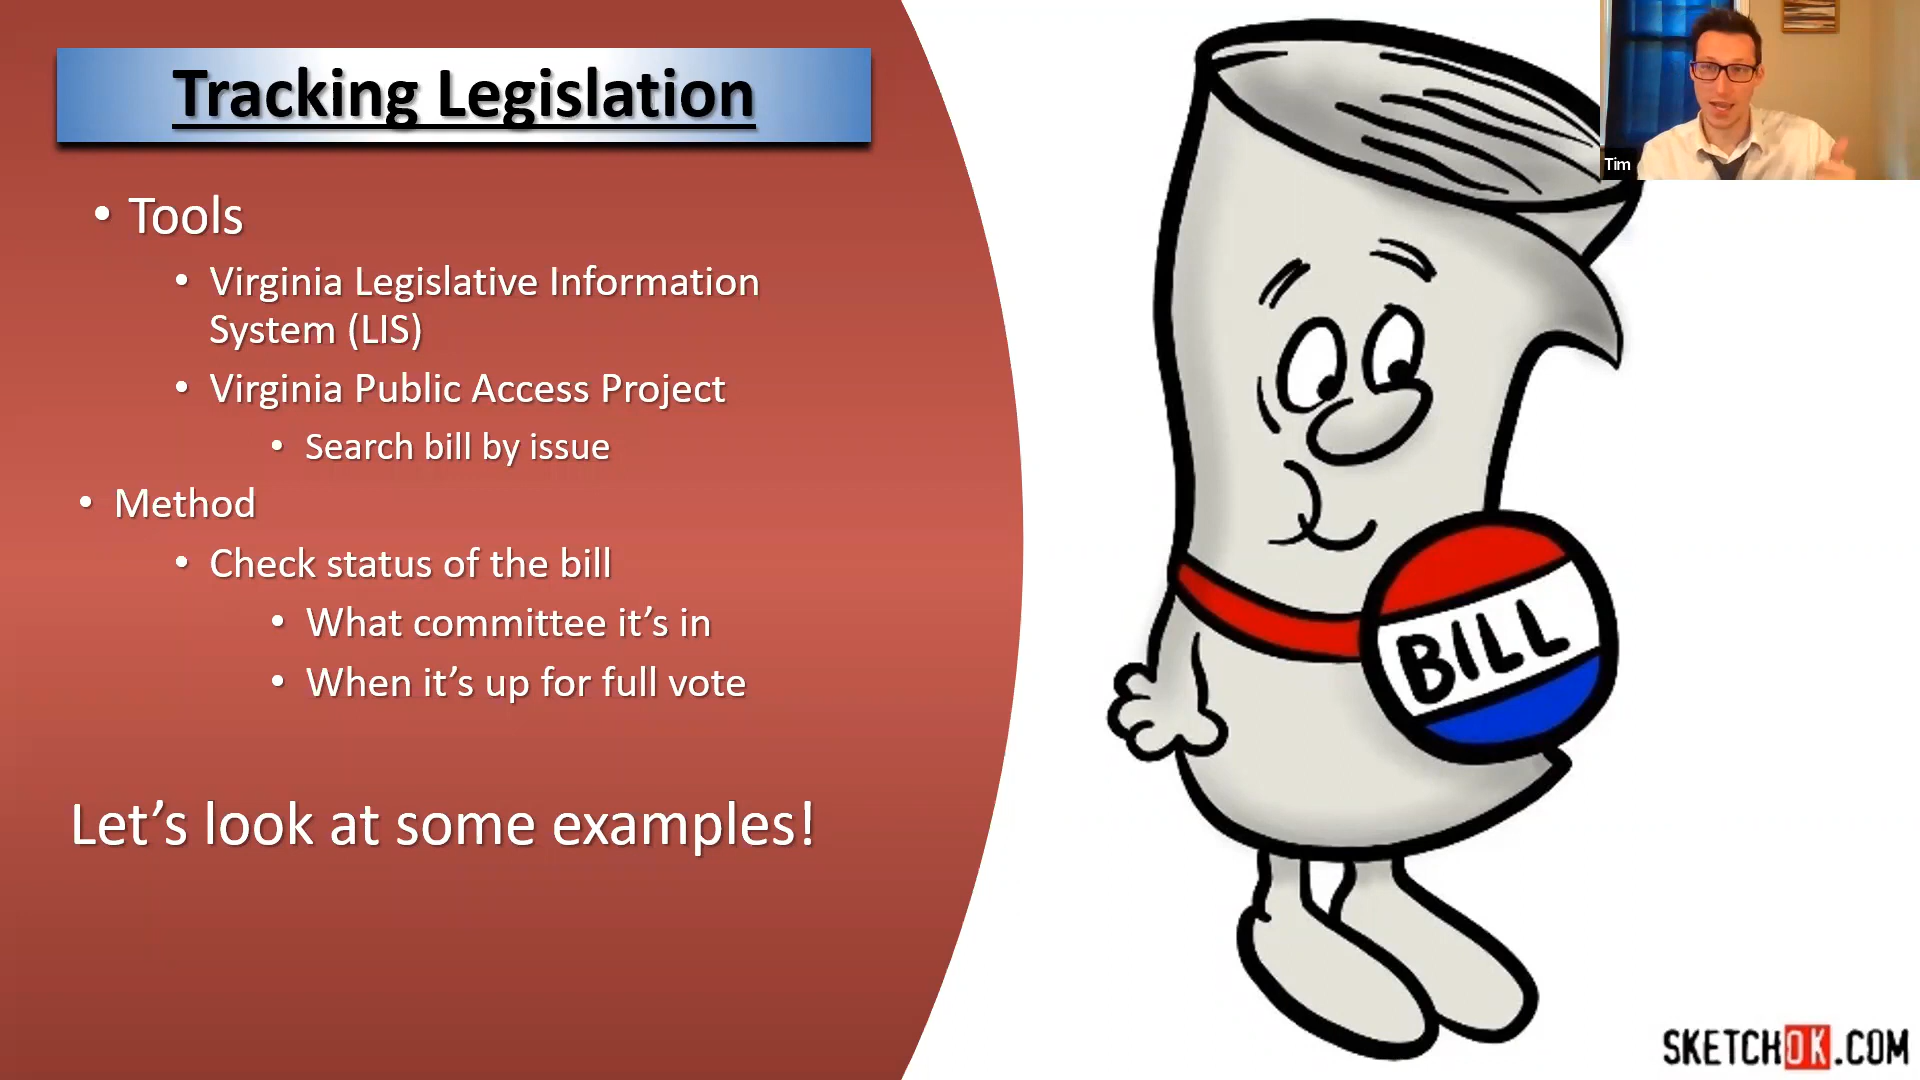 Tracking Legislation
• Tools
• Virginia Legislative Information
System (LIS)
• Virginia Public Access Project
• Search bill by issue
• Method
• Check status of the bill
• What committee it’s in
• When it’s up for full vote
Let’s look at some examples!
Tim
BILL
SKETCHOK.COM